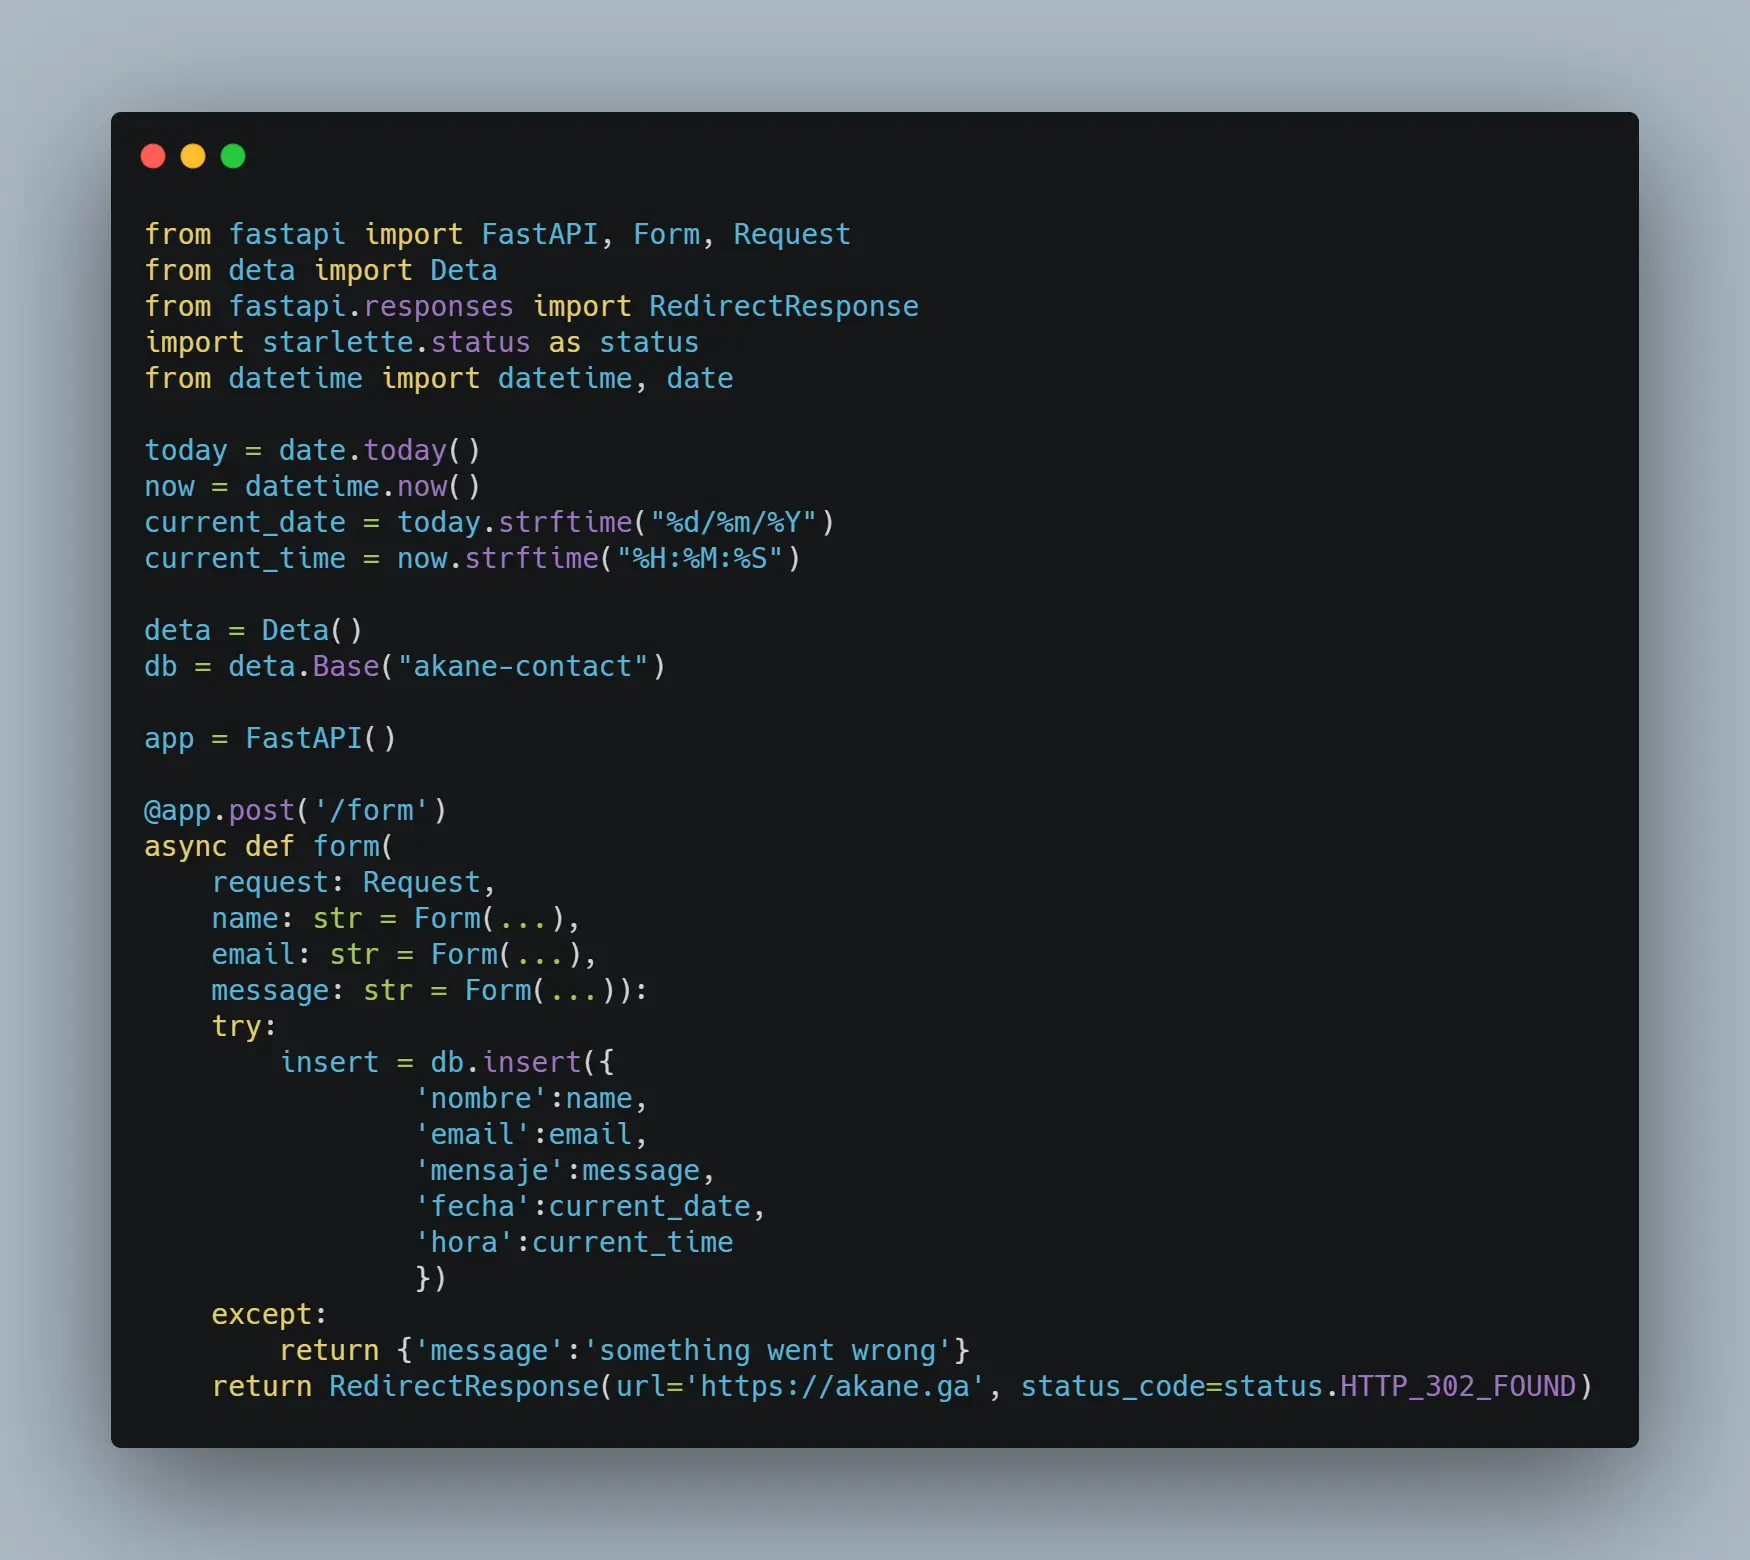 from fastapi import FastAPI, Form, Request
from deta import Deta
from fastapi.responses import RedirectResponse
import starlette.status as status
from datetime import datetime, date

today = date.today()
now = datetime.now()
current_date = today.strftime("%d/%m/%Y")
current_time = now.strftime("%H:%M:%S")

deta = Deta()
db = deta.Base("akane-contact")

app = FastAPI()

@app.post('/form')
async def form(
    request: Request,
    name: str = Form(...),
    email: str = Form(...),
    message: str = Form(...)):
    try:
        insert = db.insert({
                'nombre':name,
                'email':email,
                'mensaje':message,
                'fecha':current_date,
                'hora':current_time
                })
    except:
        return {'message':'something went wrong'}
    return RedirectResponse(url='https://akane.ga', status_code=status.HTTP_302_FOUND)